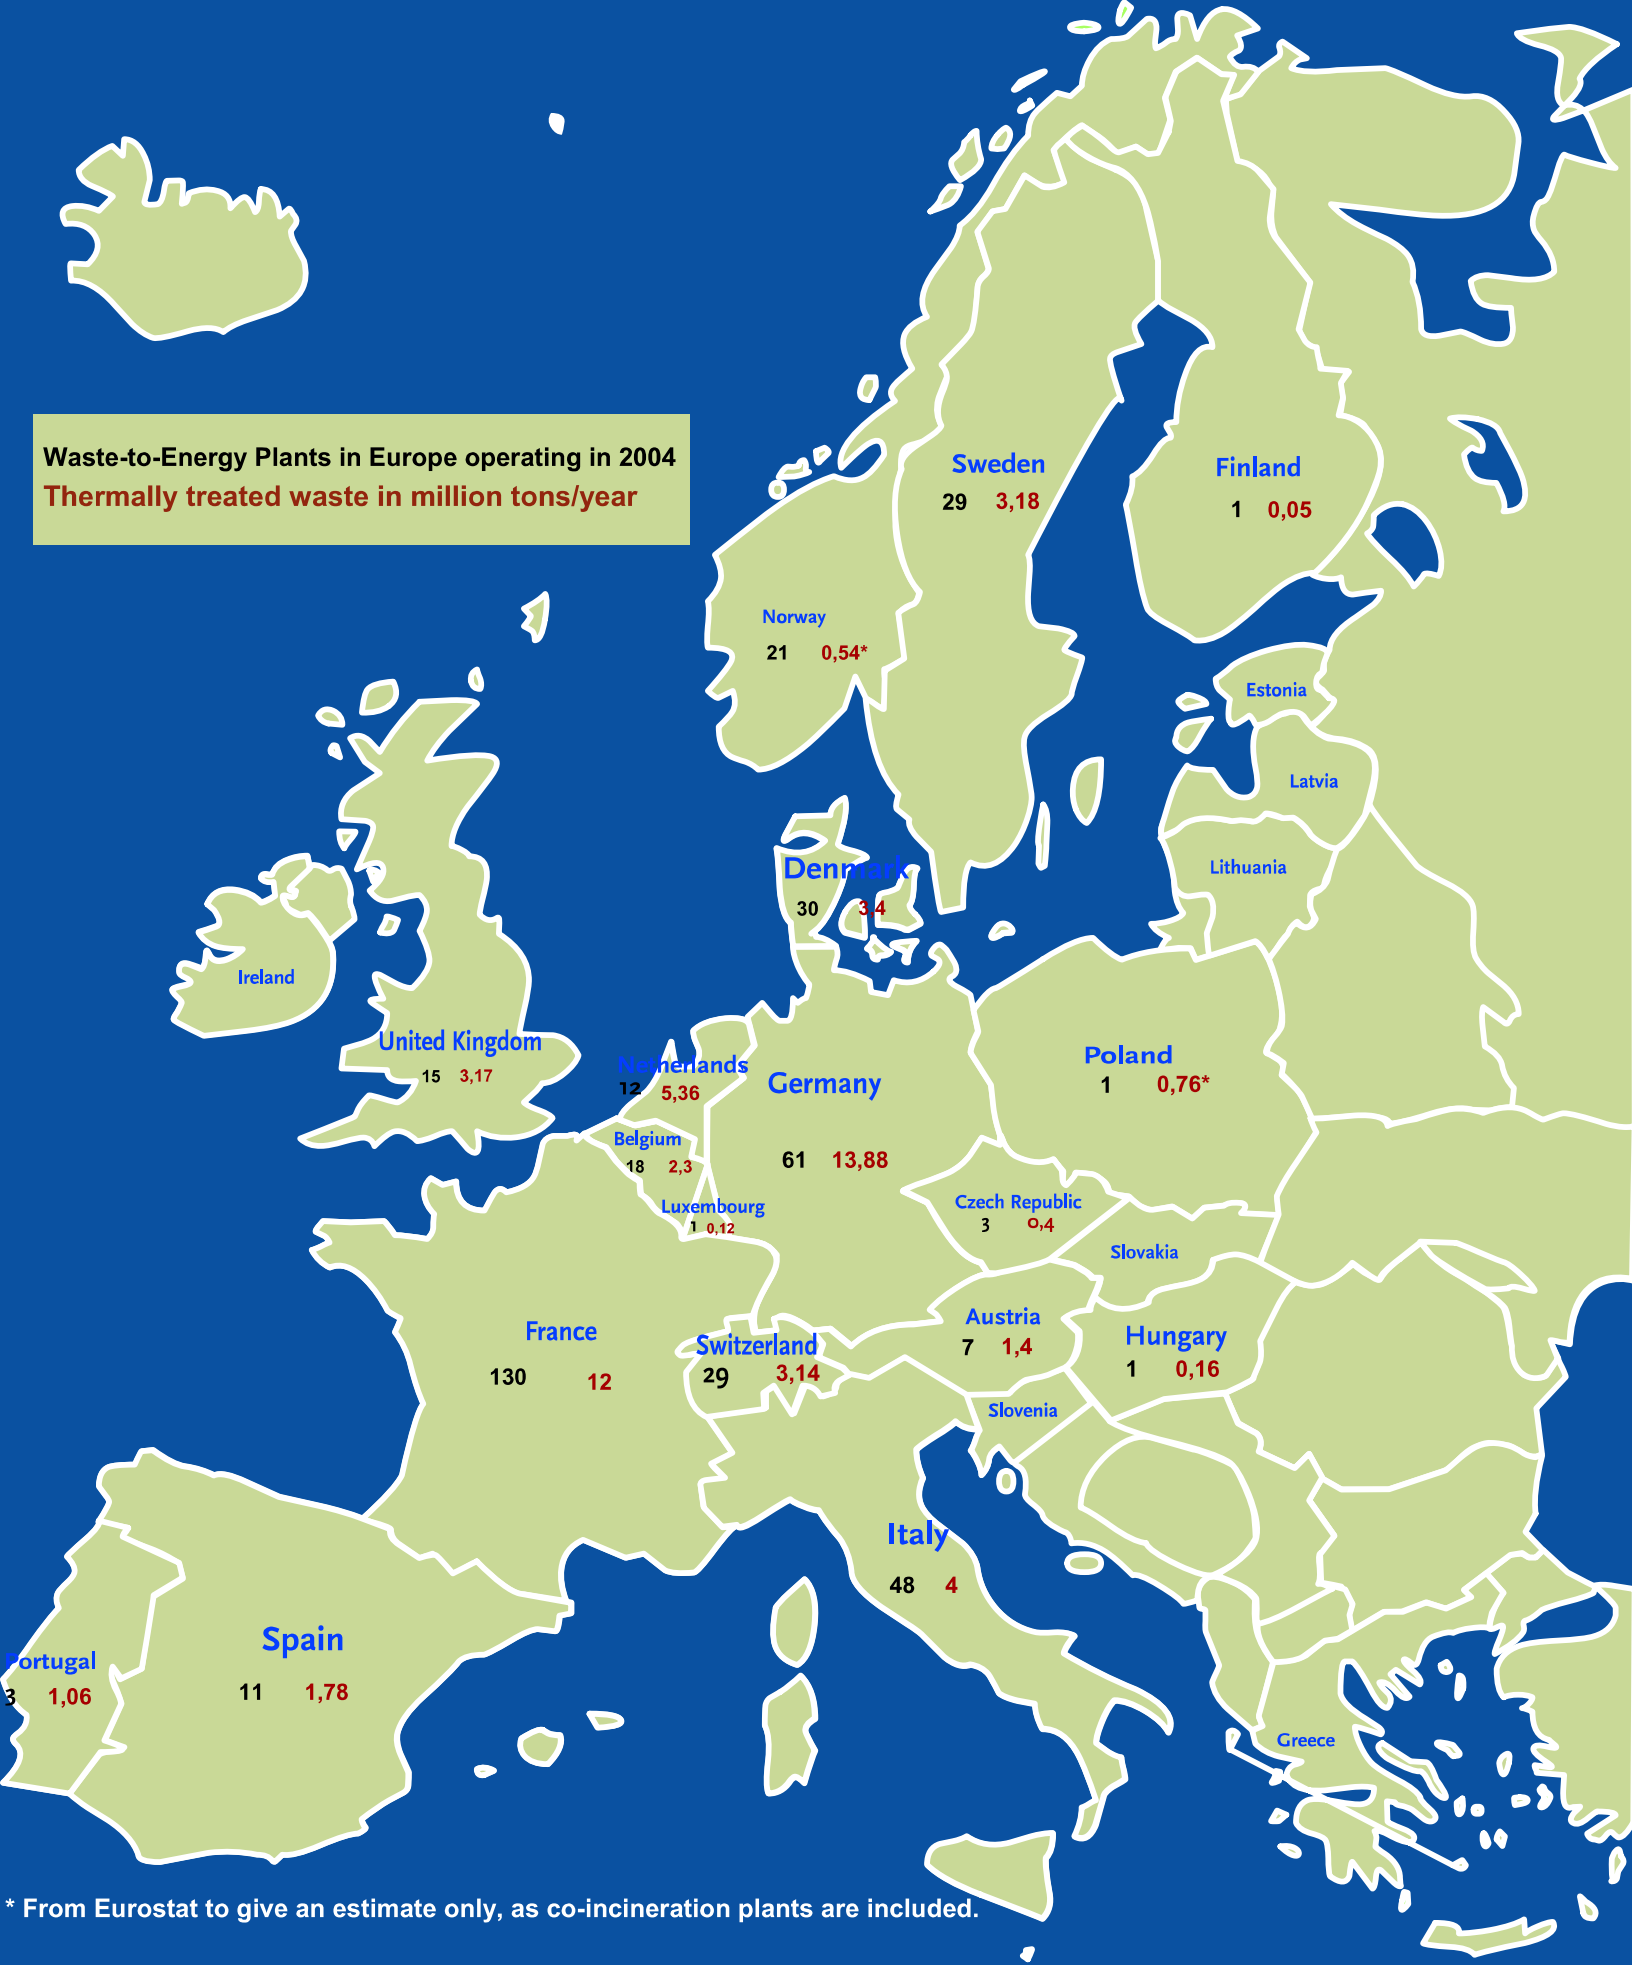 Waste-to-Energy Plants in Europe operating in 2004
Thermally treated waste in million tons/year
Sweden
29 3,18
Finland
1 0,05
Norway
21 0,54*
Estonia
Latvia
Lithuania
Denmark
30 3,4
Ireland
United Kingdom
15 3,17
Netherlands
12 5,36
Germany
61 13,88
Poland
1 0,76*
Belgium
18 2,3
Luxembourg
1 0,12
Czech Republic
3 0,4
Slovakia
France
130 12
Switzerland
29 3,14
Austria
7 1,4
Hungary
1 0,16
Slovenia
Italy
48 4
Spain
11 1,78
Portugal
3 1,06
Greece
* From Eurostat to give an estimate only, as co-incineration plants are included.